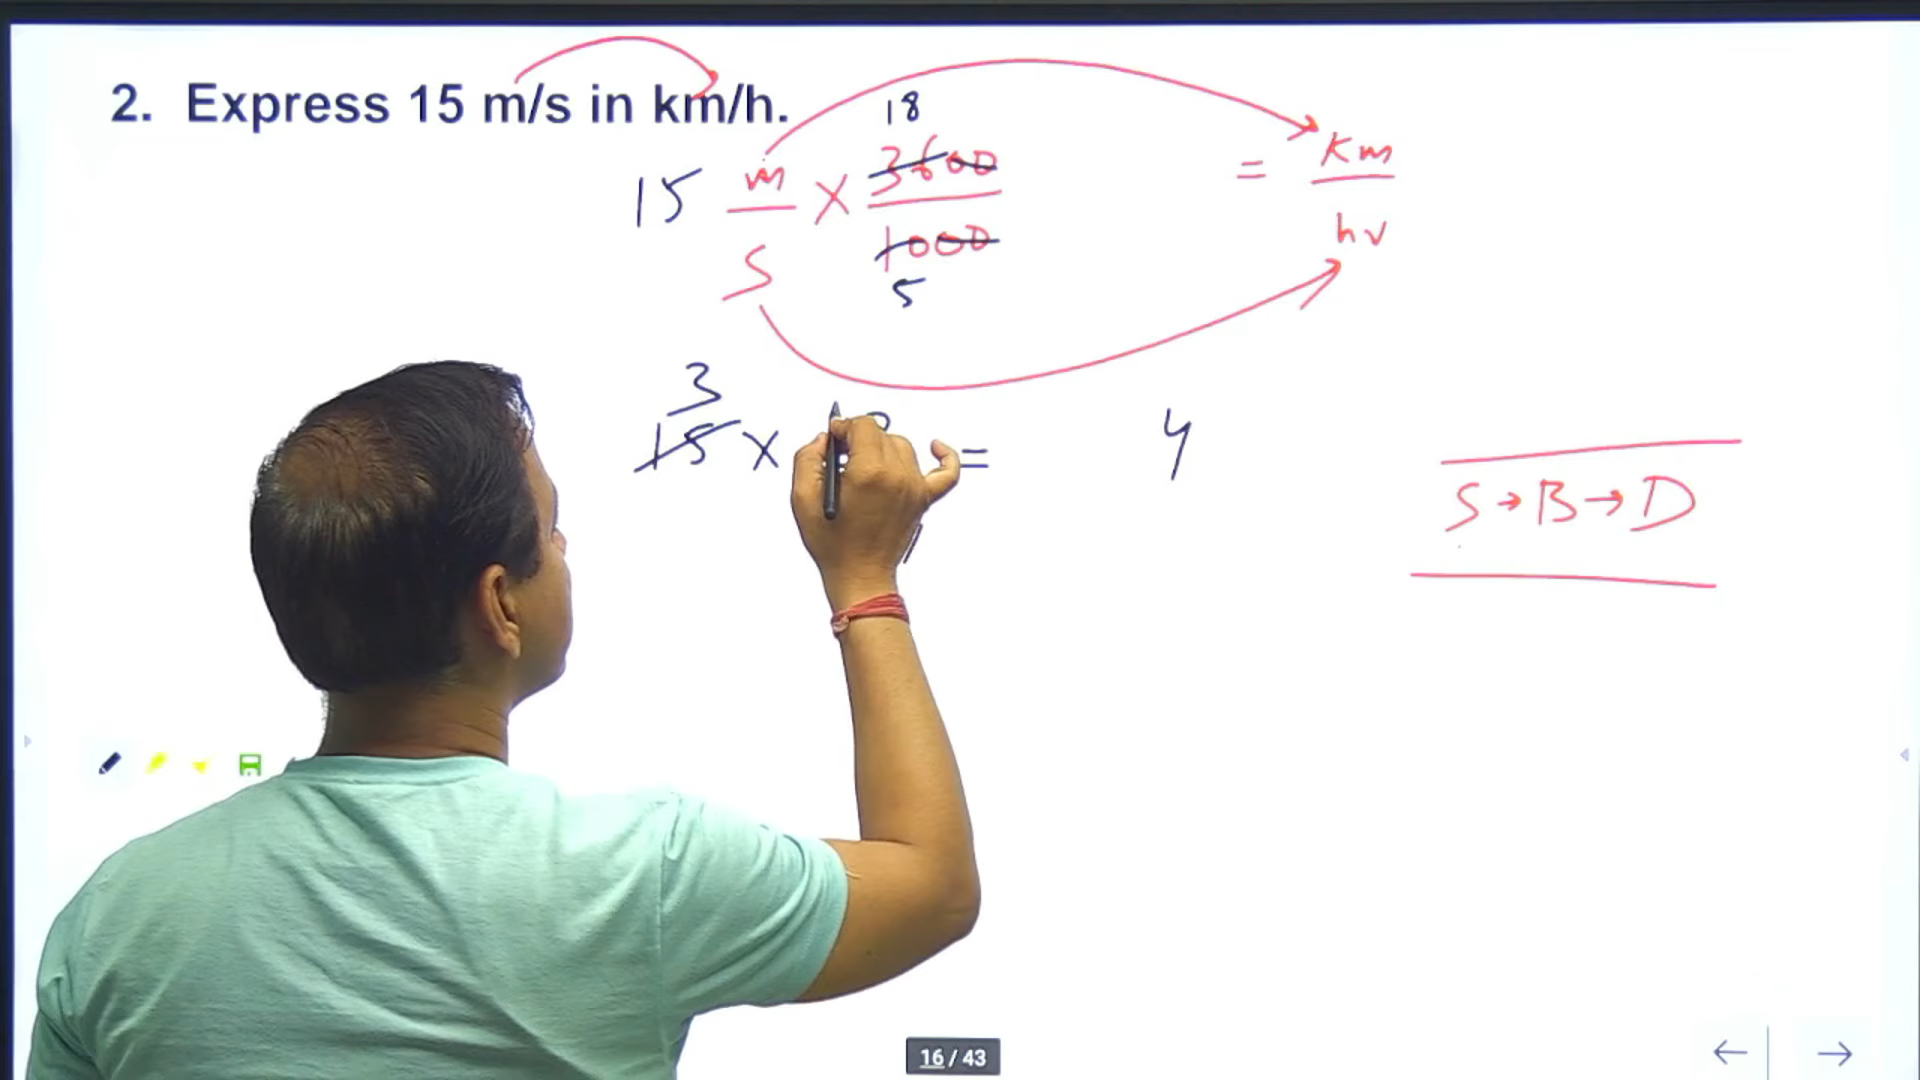 2. Express 15 m/s in km/h.
18
15 m/s × 3600/1000 = km/hr
5
3
15 × =
4
S → B → D
16 / 43